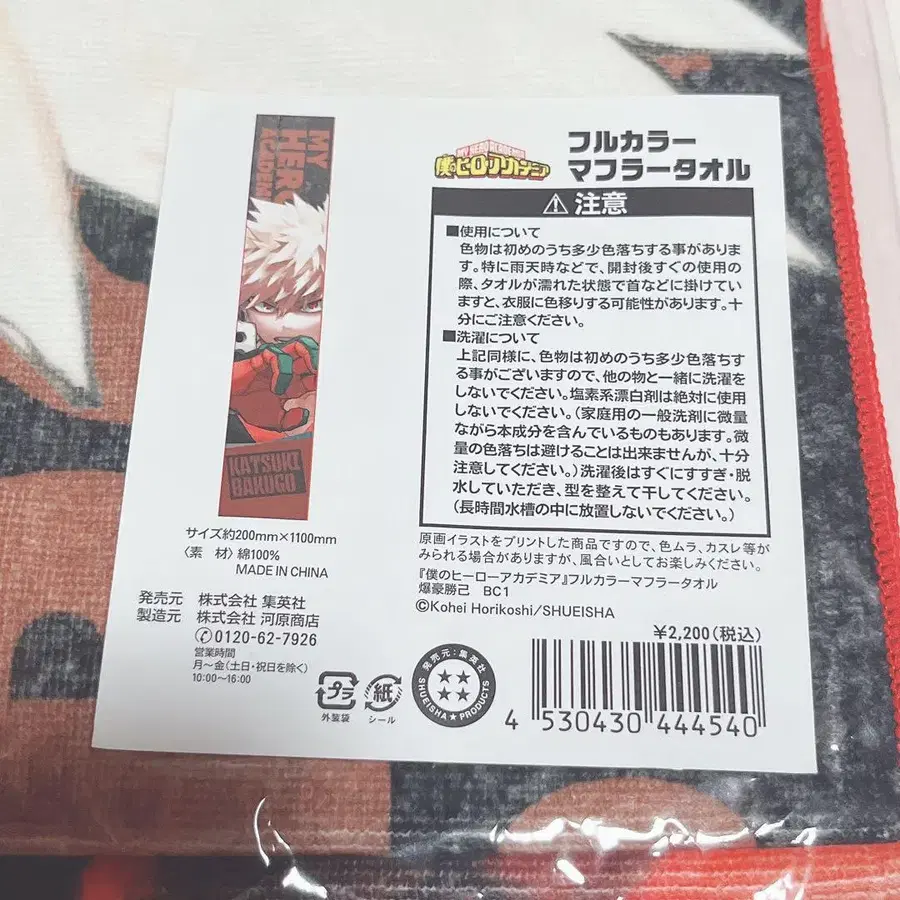 MY
HERO
MY HERO ACADEMIA
僕のヒーローアカデミア
フルカラー
マフラータオル
注意
■使用について
色物は初めのうち多少色落ちする事がありま
す。特に雨天時などで、開封後すぐの使用の
際、タオルが濡れた状態で首などに掛けてい
ますと、衣服に色移りする可能性があります。十
分にご注意ください。
■洗濯について
上記同様に、色物は初めのうち多少色落ちす
る事がございますので、他の物と一緒に洗濯を
しないでください。塩素系漂白剤は絶対に使用
しないでください。(家庭用の一般洗剤に微量
ながら本成分を含んでいるものもあります。微
量の色落ちは避けることは出来ませんが、十分
注意してください。)洗濯後はすぐにすすぎ・脱
水していただき、型を整えて干してください。
(長時間水槽の中に放置しないでください。)
原画イラストをプリントした商品ですので、色ムラ、カスレ等が
みられる場合がありますが、風合いとしてお楽しみください。
『僕のヒーローアカデミア』フルカラーマフラータオル
爆豪勝己 BC1
©Kohei Horikoshi/SHUEISHA
KATSUKI
BAKUGO
サイズ約200mm×1100mm
〈素 材〉綿100%
MADE IN CHINA
発売元 株式会社 集英社
製造元 株式会社 河原商店
0120-62-7926
営業時間
月～金(土日・祝日を除く)
10:00～16:00
プラ
外装袋
紙
シール
発売元:集英社
SHUEISHA★PRODUCTS
¥2,200(税込)
4 530430 444540